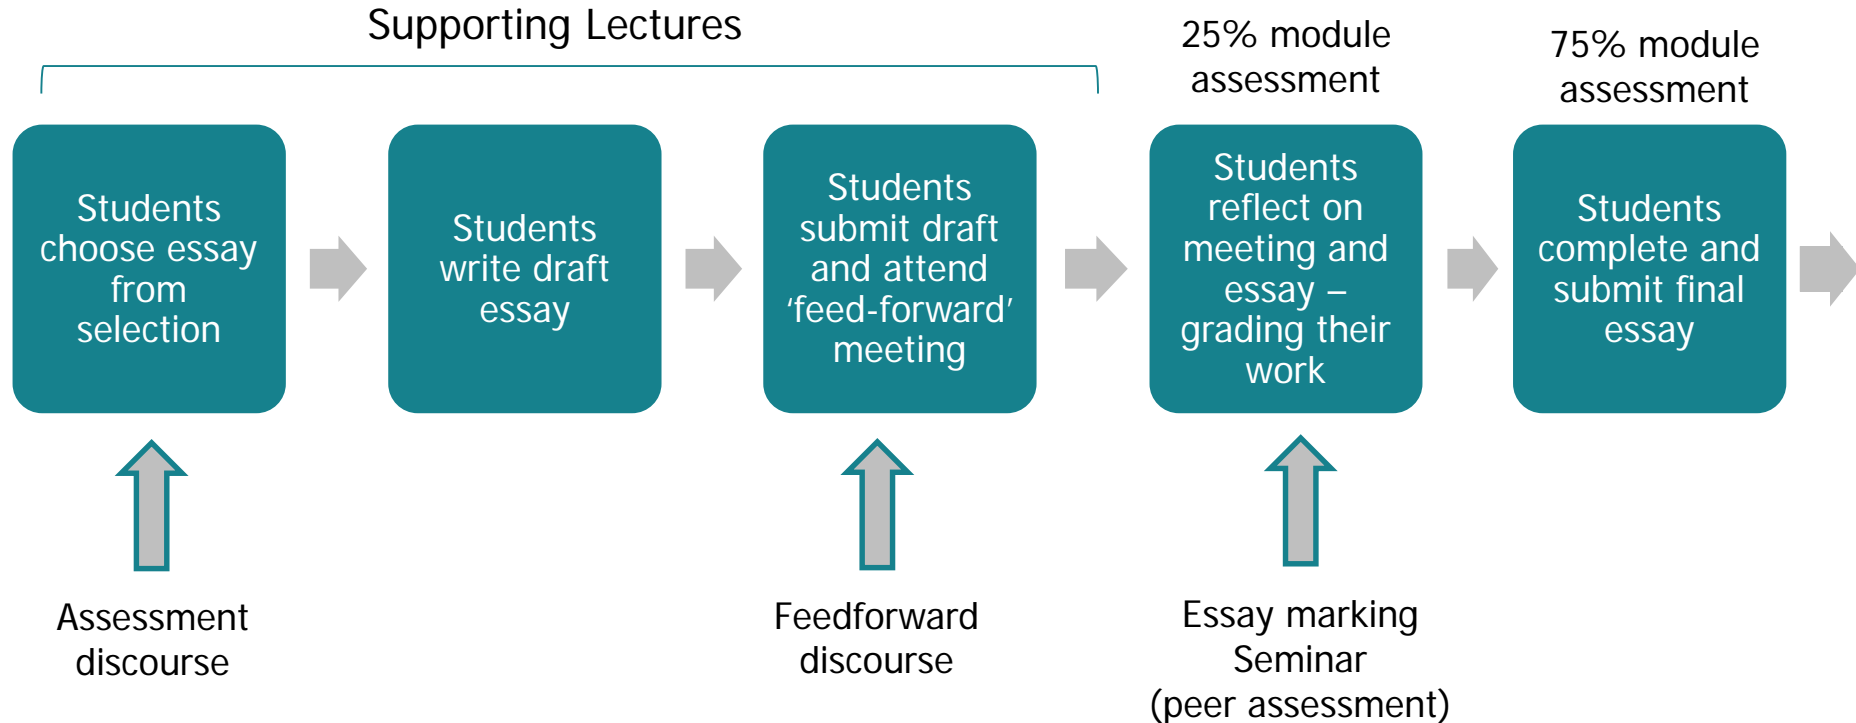 Supporting Lectures
25% module
assessment
75% module
assessment
Students
choose essay
from
selection
Students
write draft
essay
Students
submit draft
and attend
‘feed-forward’
meeting
Students
reflect on
meeting and
essay –
grading their
work
Students
complete and
submit final
essay
Assessment
discourse
Feedforward
discourse
Essay marking
Seminar
(peer assessment)